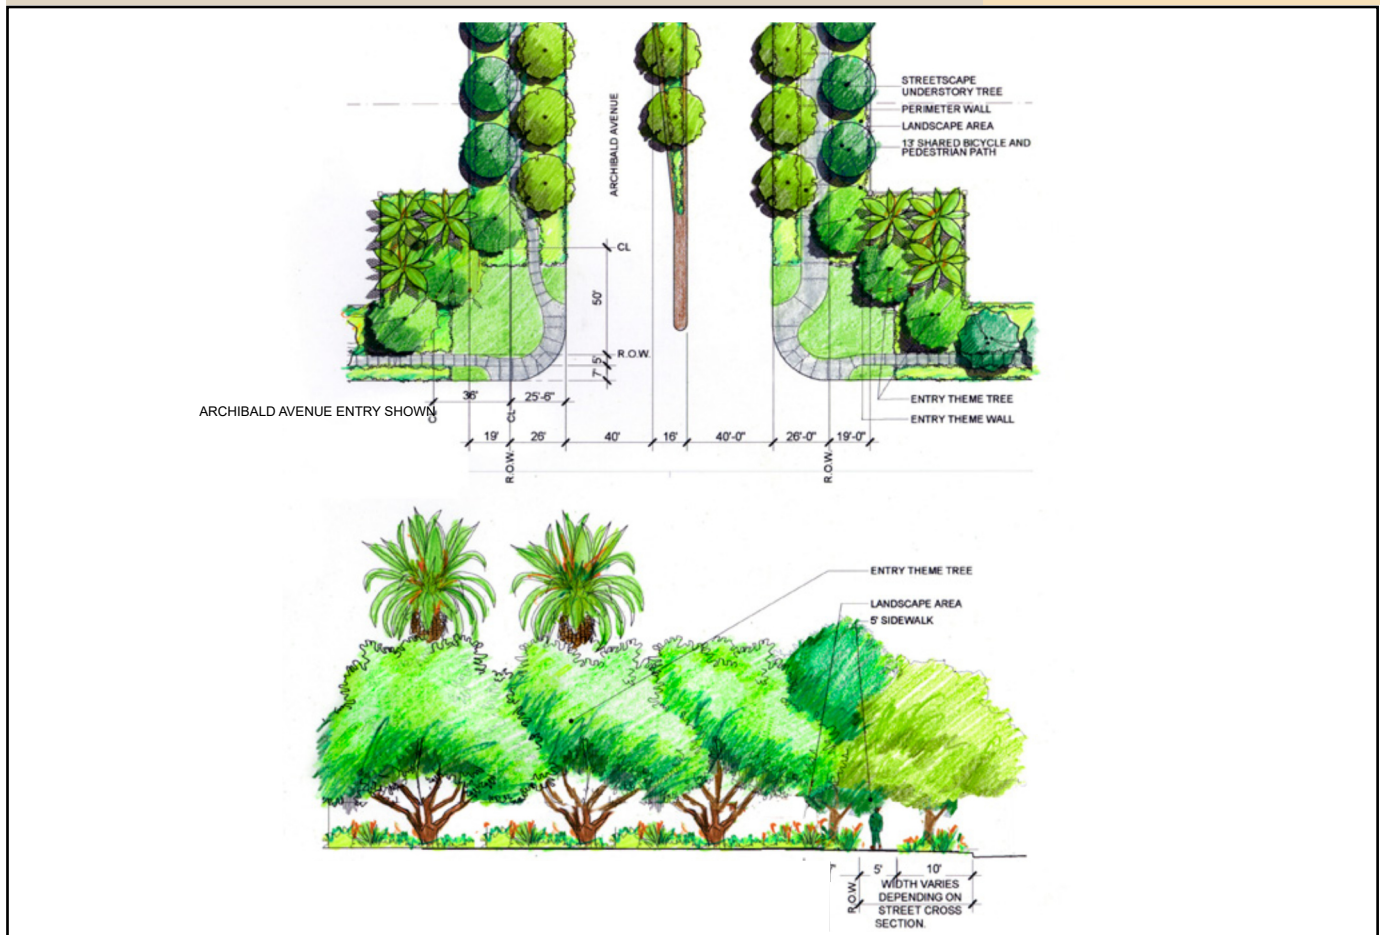 STREETSCAPE
UNDERSTORY TREE
PERIMETER WALL
LANDSCAPE AREA
13' SHARED BICYCLE AND
PEDESTRIAN PATH
ARCHIBALD AVENUE
CL
50'
R.O.W.
5'
7'
36'
25'-6"
ARCHIBALD AVENUE ENTRY SHOWN
CL
CL
ENTRY THEME TREE
ENTRY THEME WALL
19'
26'
40'
16'
40'-0"
26'-0"
19'-0"
R.O.W.
R.O.W.
ENTRY THEME TREE
LANDSCAPE AREA
5' SIDEWALK
5'
10'
R.O.W.
WIDTH VARIES
DEPENDING ON
STREET CROSS
SECTION.